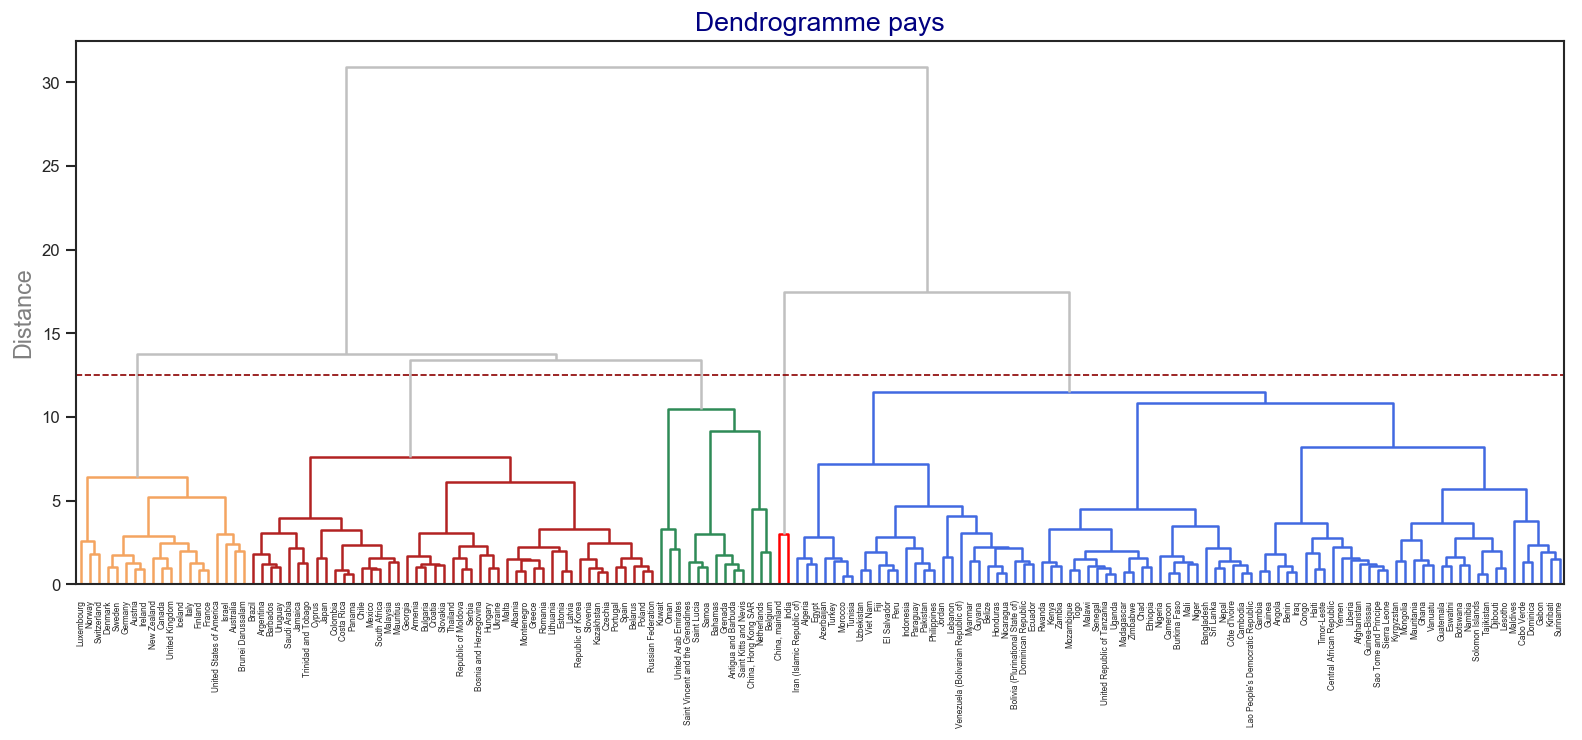 Dendrogramme pays
Distance
30
25
20
15
10
5
0
Luxembourg
Norway
Switzerland
Denmark
Sweden
Germany
Austria
Ireland
New Zealand
Canada
United Kingdom
Iceland
Italy
Finland
France
United States of America
Israel
Australia
Brunei Darussalam
Brazil
Argentina
Barbados
Uruguay
Saudi Arabia
Jamaica
Trinidad and Tobago
Cyprus
Japan
Colombia
Costa Rica
Panama
Chile
Mexico
South Africa
Malaysia
Mauritius
Georgia
Armenia
Bulgaria
Croatia
Slovakia
Thailand
Republic of Moldova
Serbia
Bosnia and Herzegovina
Hungary
Ukraine
Malta
Albania
Montenegro
Greece
Romania
Lithuania
Estonia
Latvia
Republic of Korea
Slovenia
Kazakhstan
Czechia
Portugal
Spain
Belarus
Poland
Russian Federation
Kuwait
Oman
United Arab Emirates
Saint Vincent and the Grenadines
Saint Lucia
Samoa
Bahamas
Grenada
Antigua and Barbuda
Saint Kitts and Nevis
China, Hong Kong SAR
Netherlands
Belgium
China, mainland
India
Iran (Islamic Republic of)
Algeria
Egypt
Azerbaijan
Turkey
Morocco
Tunisia
Uzbekistan
Viet Nam
Fiji
El Salvador
Peru
Indonesia
Paraguay
Pakistan
Philippines
Jordan
Lebanon
Venezuela (Bolivarian Republic of)
Myanmar
Guyana
Belize
Honduras
Nicaragua
Bolivia (Plurinational State of)
Dominican Republic
Ecuador
Rwanda
Kenya
Zambia
Mozambique
Togo
Malawi
Senegal
United Republic of Tanzania
Uganda
Madagascar
Zimbabwe
Chad
Ethiopia
Nigeria
Cameroon
Burkina Faso
Mali
Niger
Bangladesh
Sri Lanka
Nepal
Côte d'Ivoire
Cambodia
Lao People's Democratic Republic
Gambia
Guinea
Angola
Benin
Iraq
Congo
Haiti
Timor-Leste
Central African Republic
Yemen
Liberia
Afghanistan
Guinea-Bissau
Sao Tome and Principe
Sierra Leone
Kyrgyzstan
Mongolia
Mauritania
Ghana
Vanuatu
Guatemala
Eswatini
Botswana
Namibia
Solomon Islands
Tajikistan
Djibouti
Lesotho
Maldives
Cabo Verde
Dominica
Gabon
Kiribati
Suriname